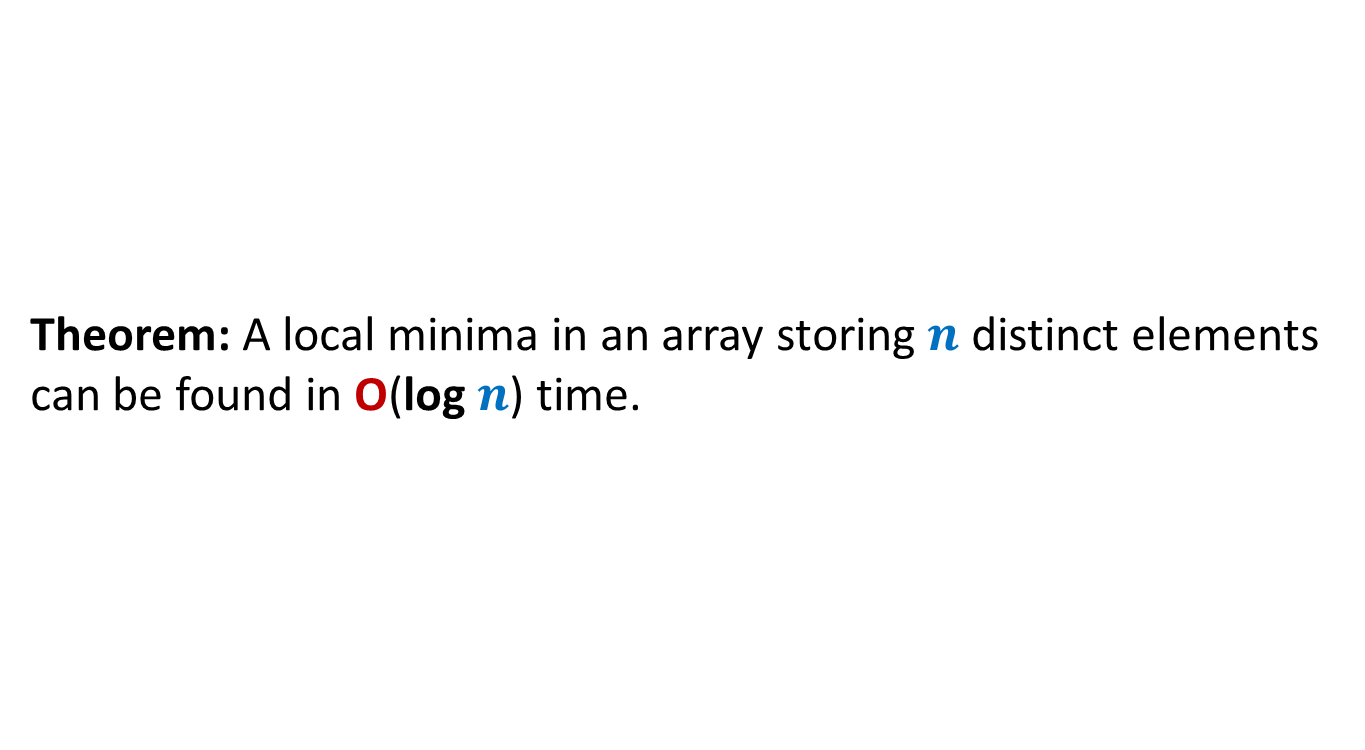 Theorem: A local minima in an array storing n distinct elements
can be found in O(log n) time.